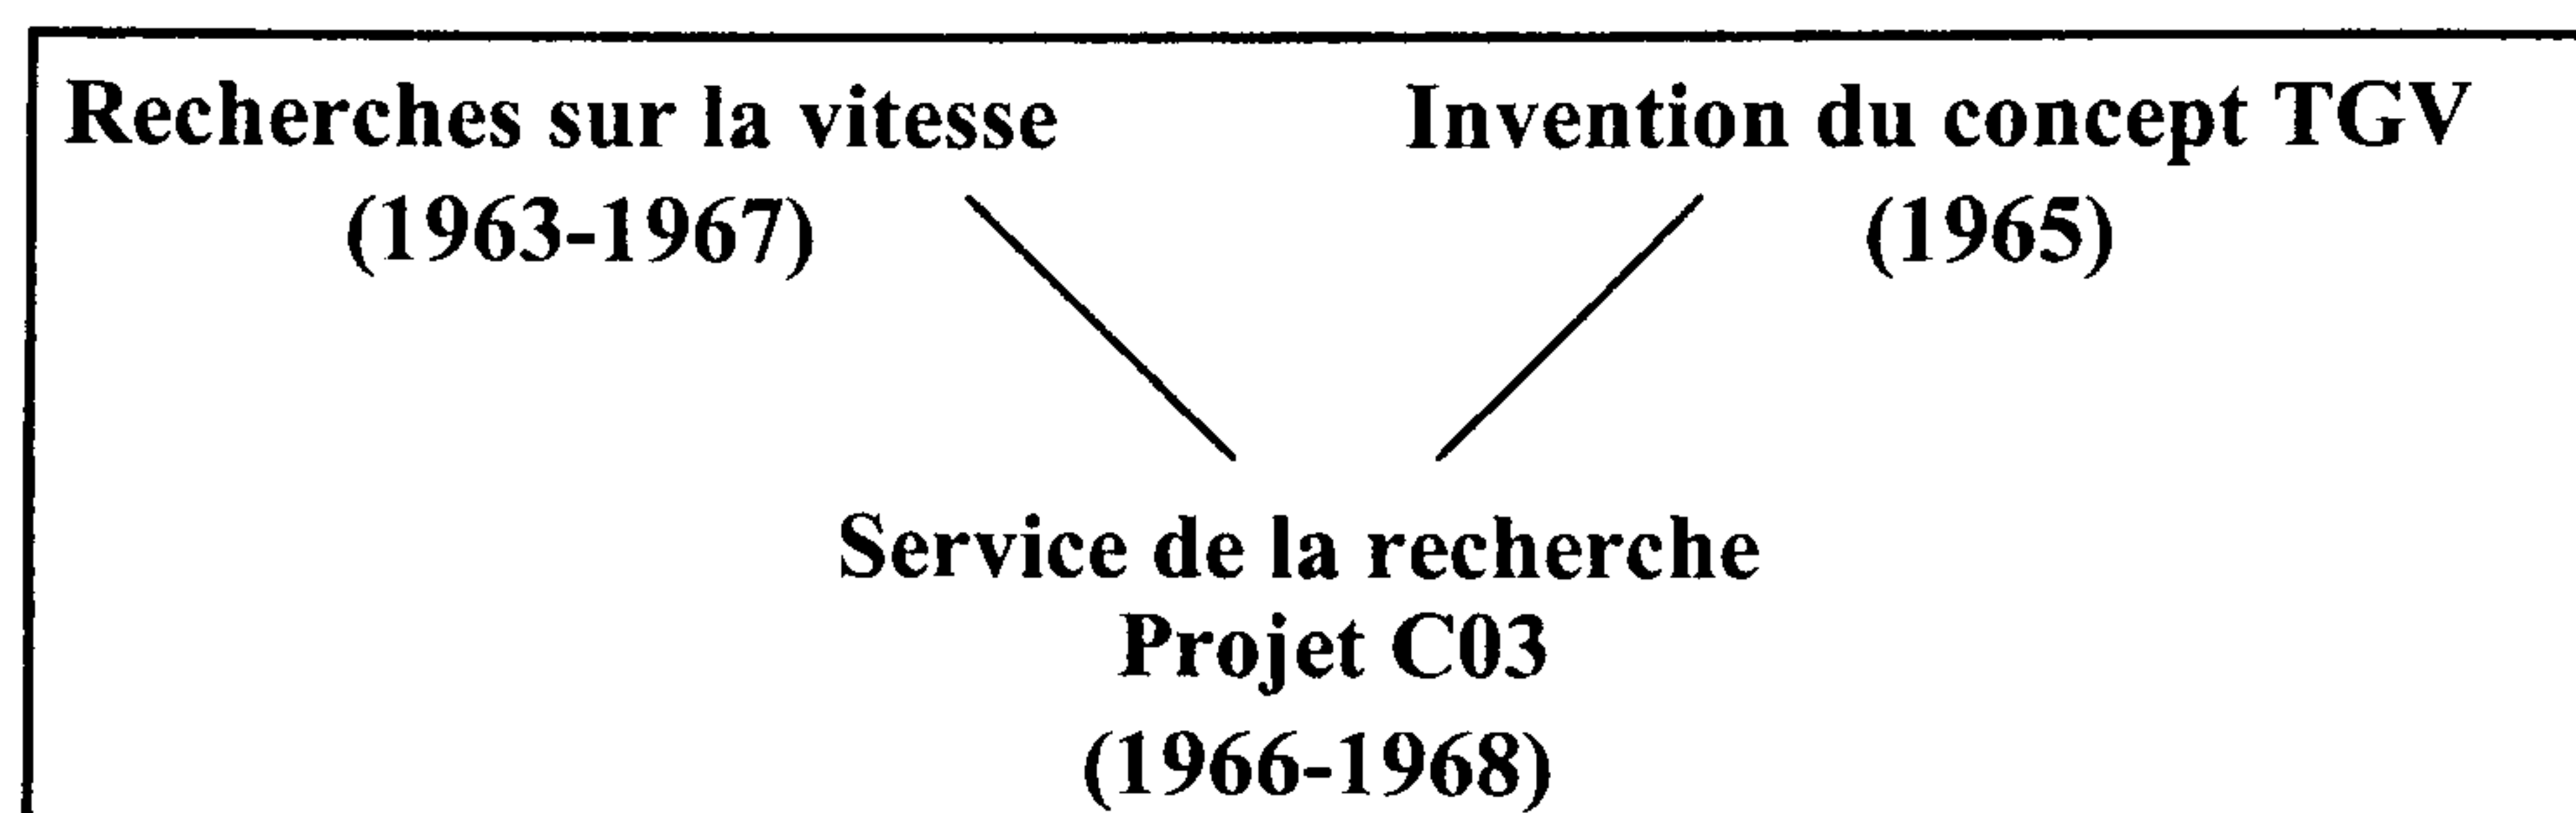 Recherches sur la vitesse
(1963-1967)
Invention du concept TGV
(1965)
Service de la recherche
Projet C03
(1966-1968)